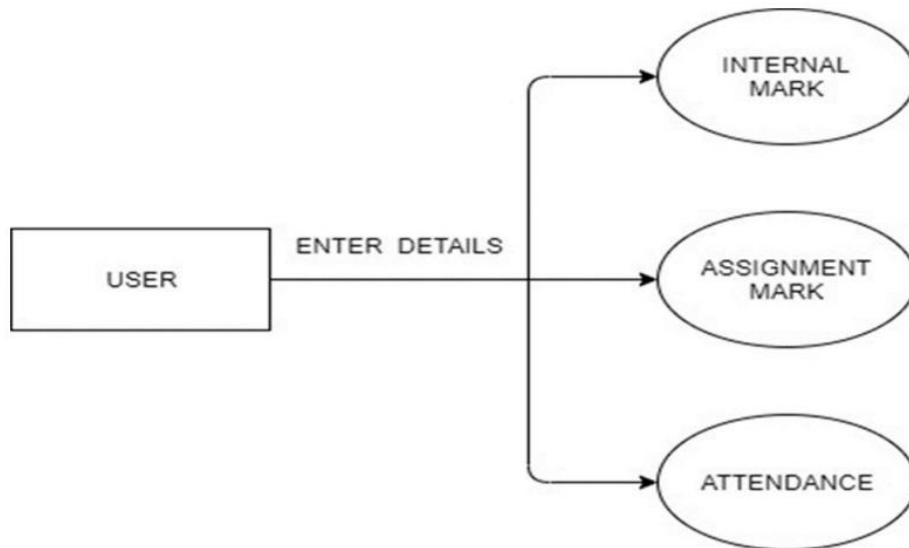 INTERNAL
MARK
ENTER DETAILS
USER
ASSIGNMENT
MARK
ATTENDANCE